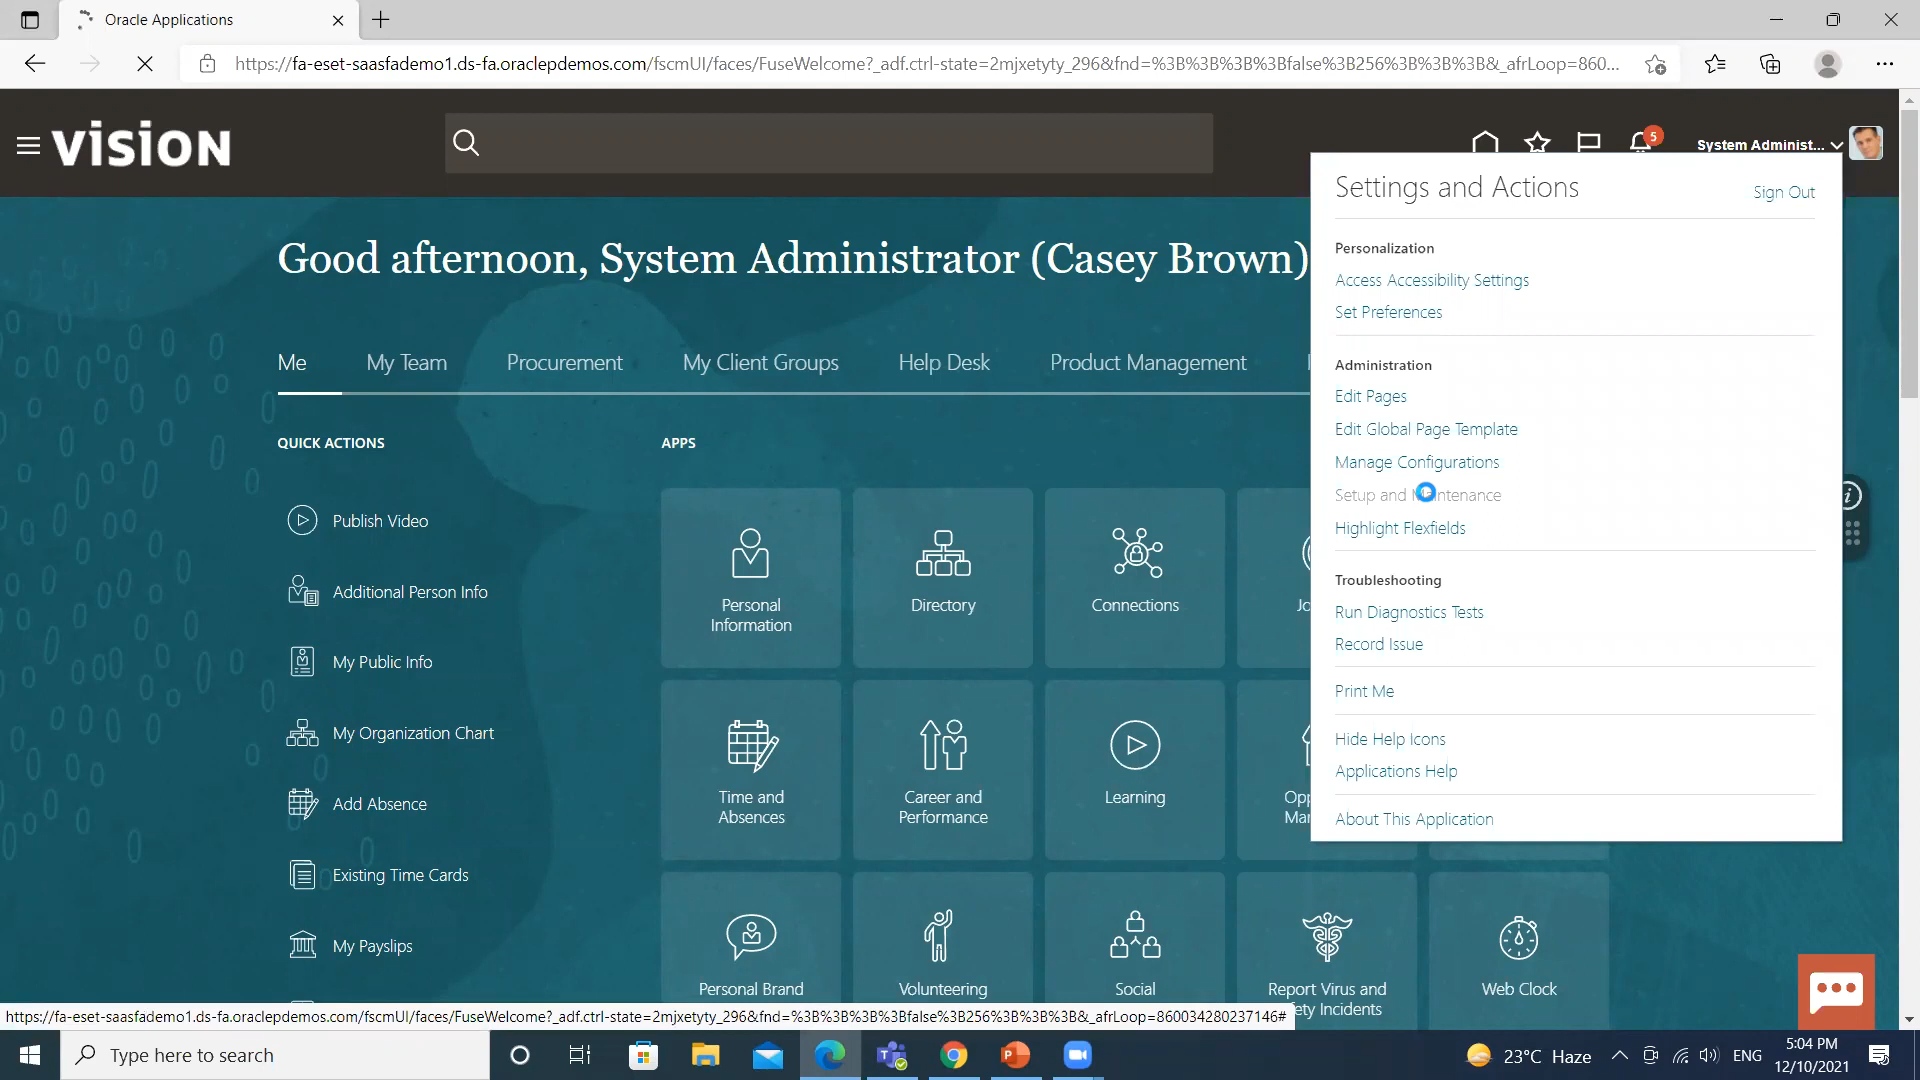 Oracle Applications
https://fa-eset-saasfademo1.ds-fa.oraclepdemos.com/fscmUI/faces/FuseWelcome?_adf.ctrl-state=2mjxetyty_296&fnd=%3B%3B%3B%3Bfalse%3B256%3B%3B%3B&_afrLoop=860...
VISION
5
System Administ...
Settings and Actions
Sign Out
Good afternoon, System Administrator (Casey Brown)
Personalization
Access Accessibility Settings
Set Preferences
Me
My Team
Procurement
My Client Groups
Help Desk
Product Management
Administration
Edit Pages
Edit Global Page Template
Manage Configurations
Setup and
Highlight Flexfields
Troubleshooting
Run Diagnostics Tests
Record Issue
Print Me
Hide Help Icons
Applications Help
About This Application
QUICK ACTIONS
Publish Video
Additional Person Info
My Public Info
My Organization Chart
Add Absence
Existing Time Cards
My Payslips
APPS
Personal
Information
Directory
Connections
Jo
Time and
Absences
Career and
Performance
Learning
Opp
Mar
Personal Brand
Volunteering
Social
Report Virus and
ety Incidents
Web Clock
https://fa-eset-saasfademo1.ds-fa.oraclepdemos.com/fscmUI/faces/FuseWelcome?_adf.ctrl-state=2mjxetyty_296&fnd=%3B%3B%3B%3Bfalse%3B256%3B%3B%3B&_afrLoop=860034280237146#
Type here to search
23°C Haze
ENG
5:04 PM
12/10/2021